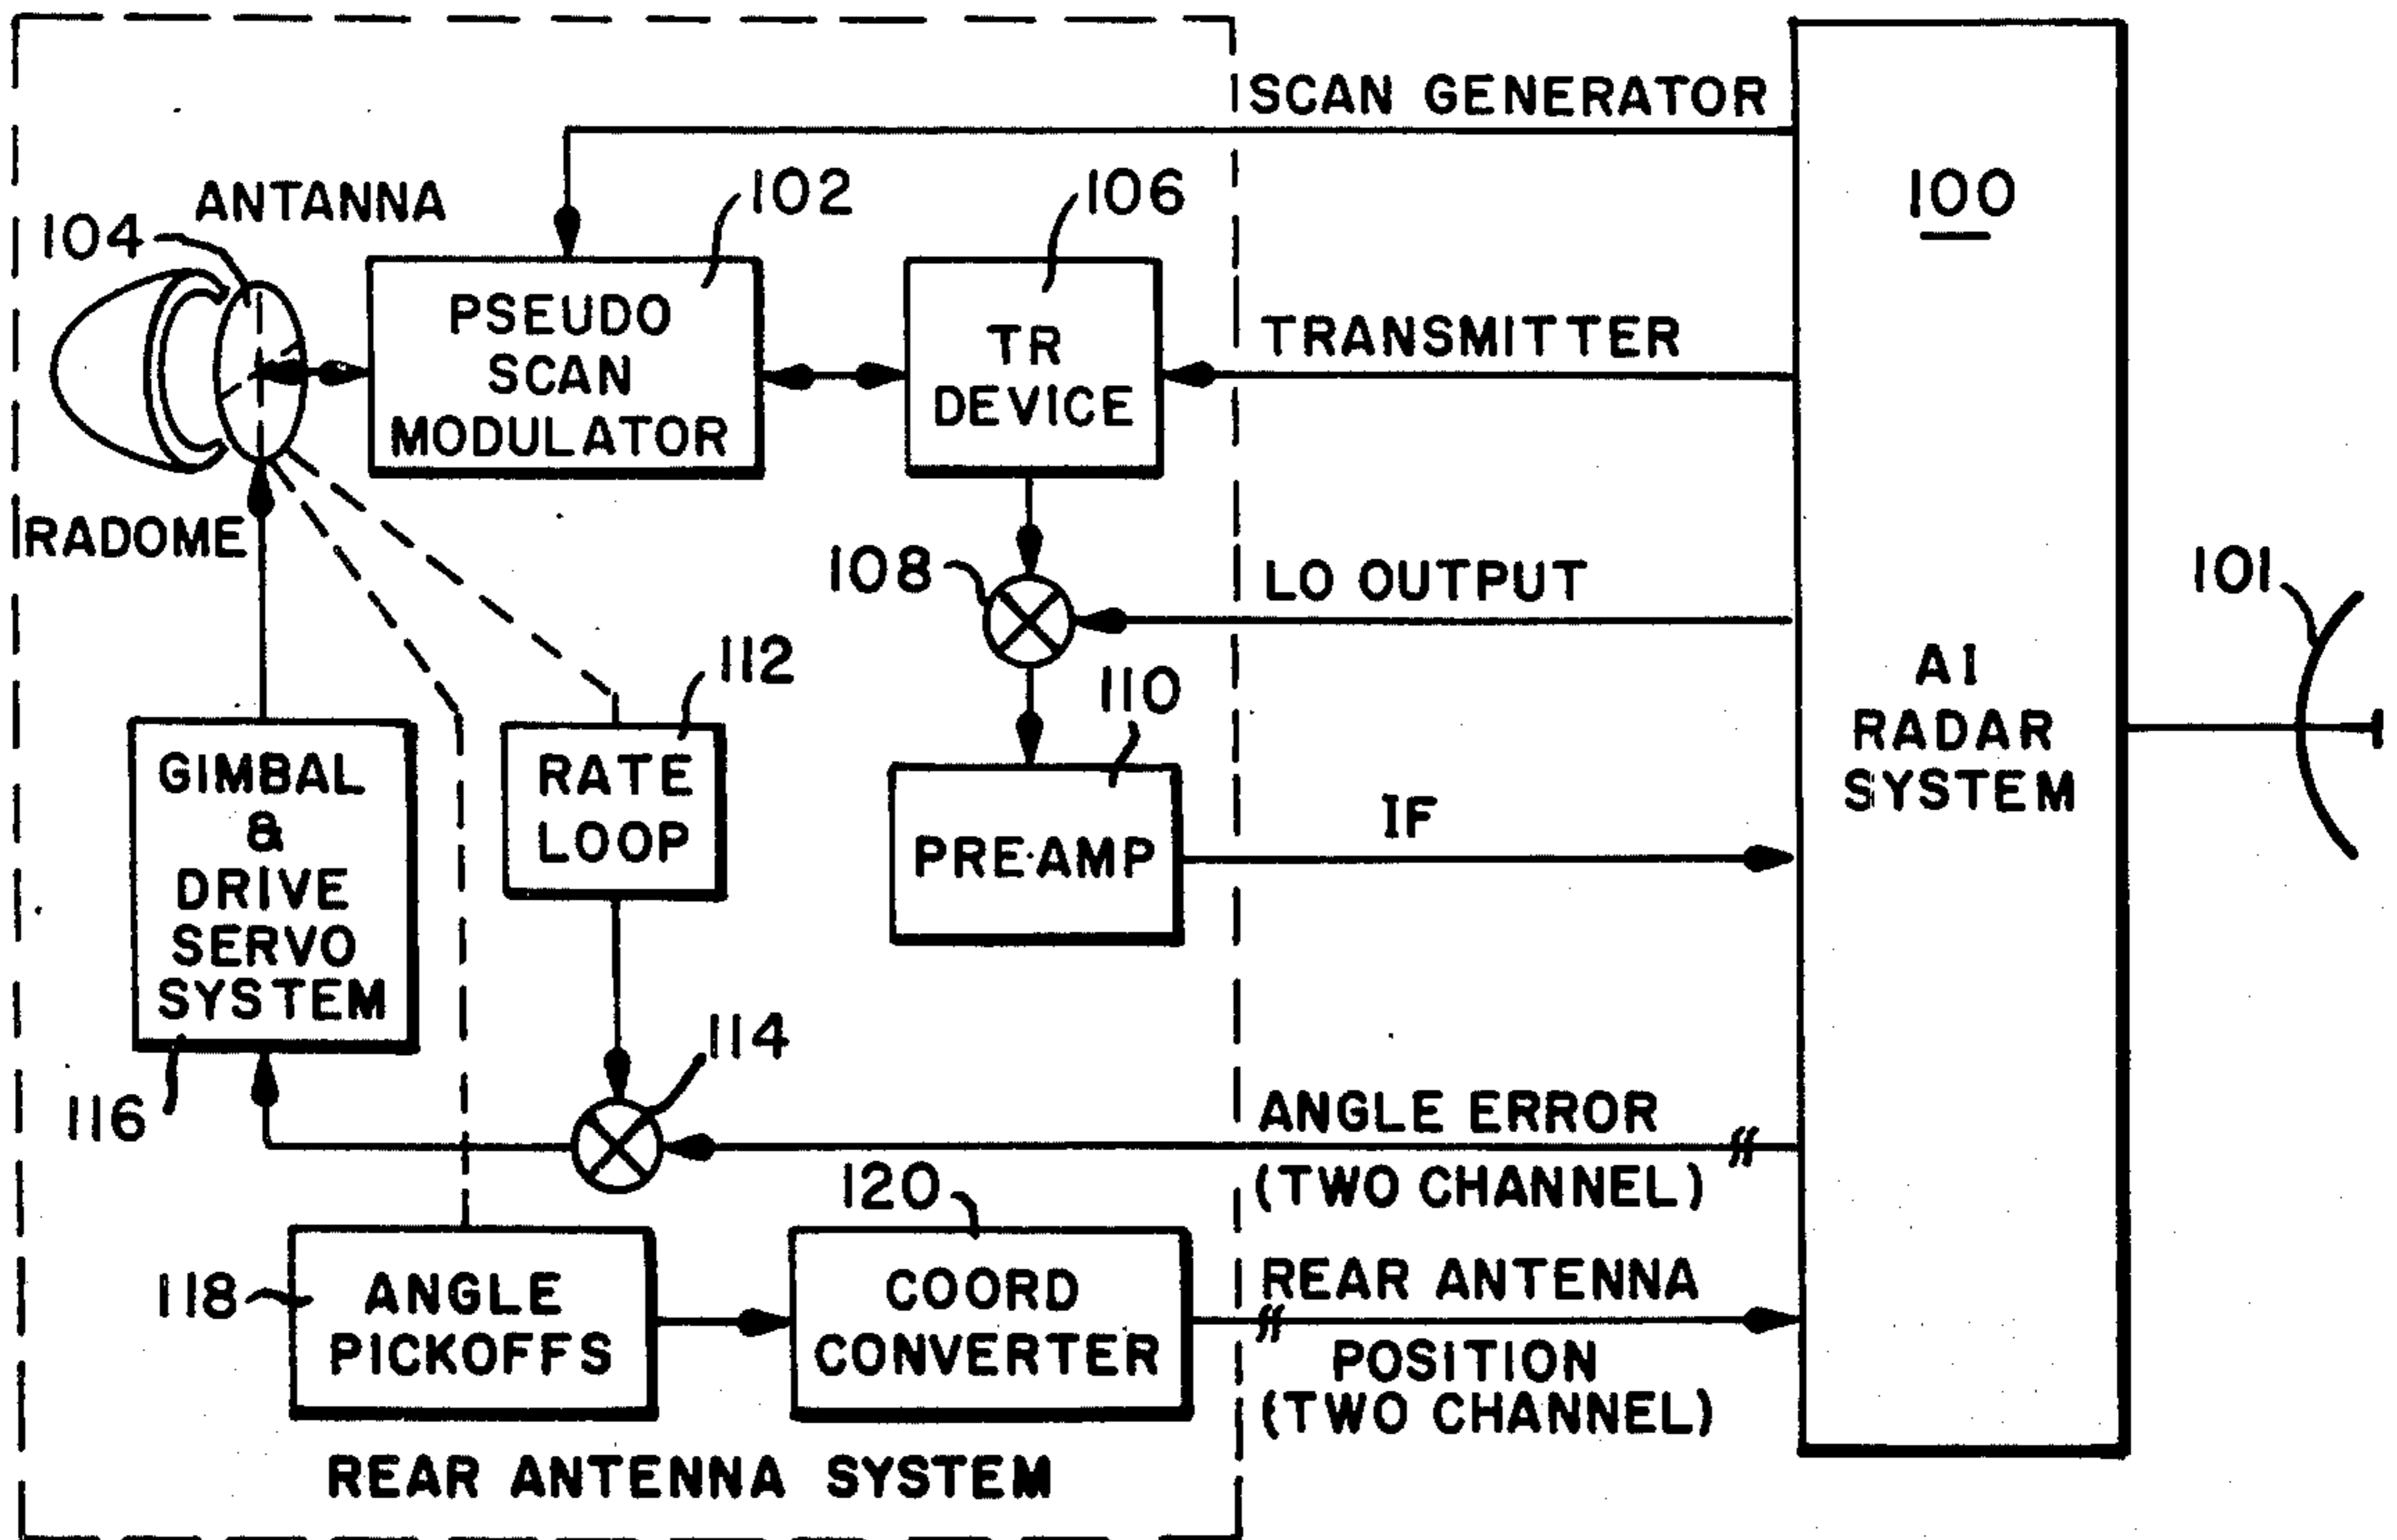 SCAN GENERATOR
ANTANNA
102
106
100
104
PSEUDO
SCAN
MODULATOR
TR
DEVICE
TRANSMITTER
RADOME
108
LO OUTPUT
101
112
110
AI
RADAR
SYSTEM
GIMBAL
&
DRIVE
SERVO
SYSTEM
RATE
LOOP
PRE·AMP
IF
114
116
ANGLE ERROR
(TWO CHANNEL)
120
118
ANGLE
PICKOFFS
COORD
CONVERTER
REAR ANTENNA
POSITION
(TWO CHANNEL)
REAR ANTENNA SYSTEM